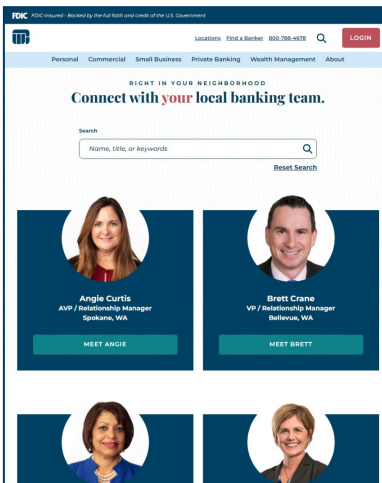 FDIC FDIC-Insured - Backed by the full faith and credit of the U.S. Government
Locations Find a Banker 800-788-4678 LOGIN
Personal Commercial Small Business Private Banking Wealth Management About
RIGHT IN YOUR NEIGHBORHOOD
Connect with your local banking team.
Search
Name, title, or keywords
Reset Search
Angie Curtis
AVP / Relationship Manager
Spokane, WA
MEET ANGIE
Brett Crane
VP / Relationship Manager
Bellevue, WA
MEET BRETT